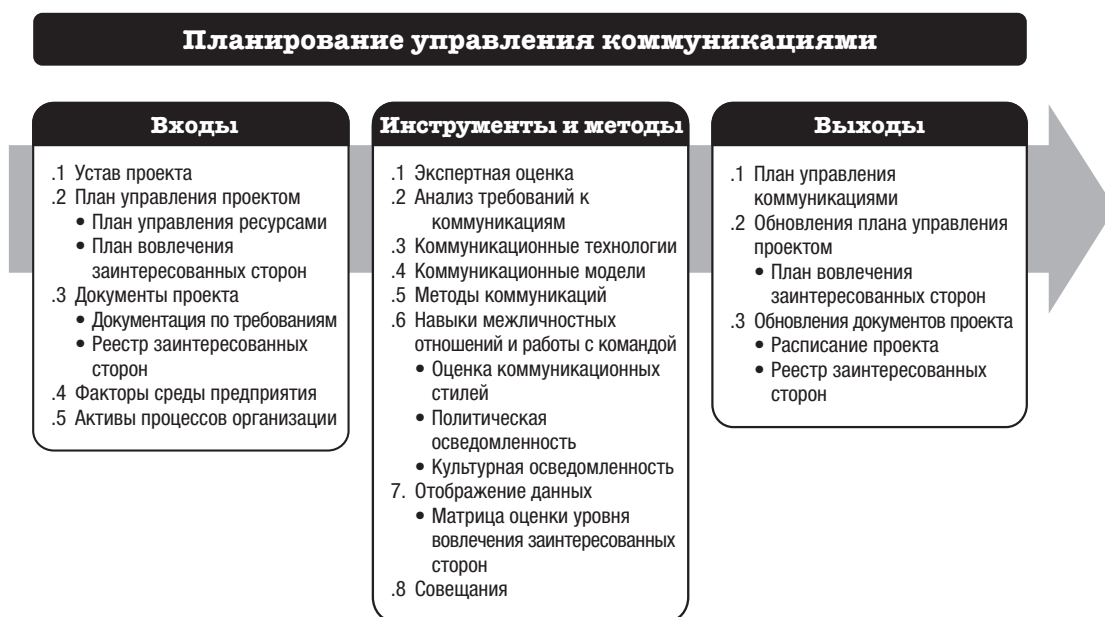 Планирование управления коммуникациями
Входы
.1 Устав проекта
.2 План управления проектом
• План управления ресурсами
• План вовлечения
заинтересованных сторон
.3 Документы проекта
• Документация по требованиям
• Реестр заинтересованных
сторон
.4 Факторы среды предприятия
.5 Активы процессов организации
Инструменты и методы
.1 Экспертная оценка
.2 Анализ требований к
коммуникациям
.3 Коммуникационные технологии
.4 Коммуникационные модели
.5 Методы коммуникаций
.6 Навыки межличностных
отношений и работы с командой
• Оценка коммуникационных
стилей
• Политическая
осведомленность
• Культурная осведомленность
7. Отображение данных
• Матрица оценки уровня
вовлечения заинтересованных
сторон
.8 Совещания
Выходы
.1 План управления
коммуникациями
.2 Обновления плана управления
проектом
• План вовлечения
заинтересованных сторон
.3 Обновления документов проекта
• Расписание проекта
• Реестр заинтересованных
сторон